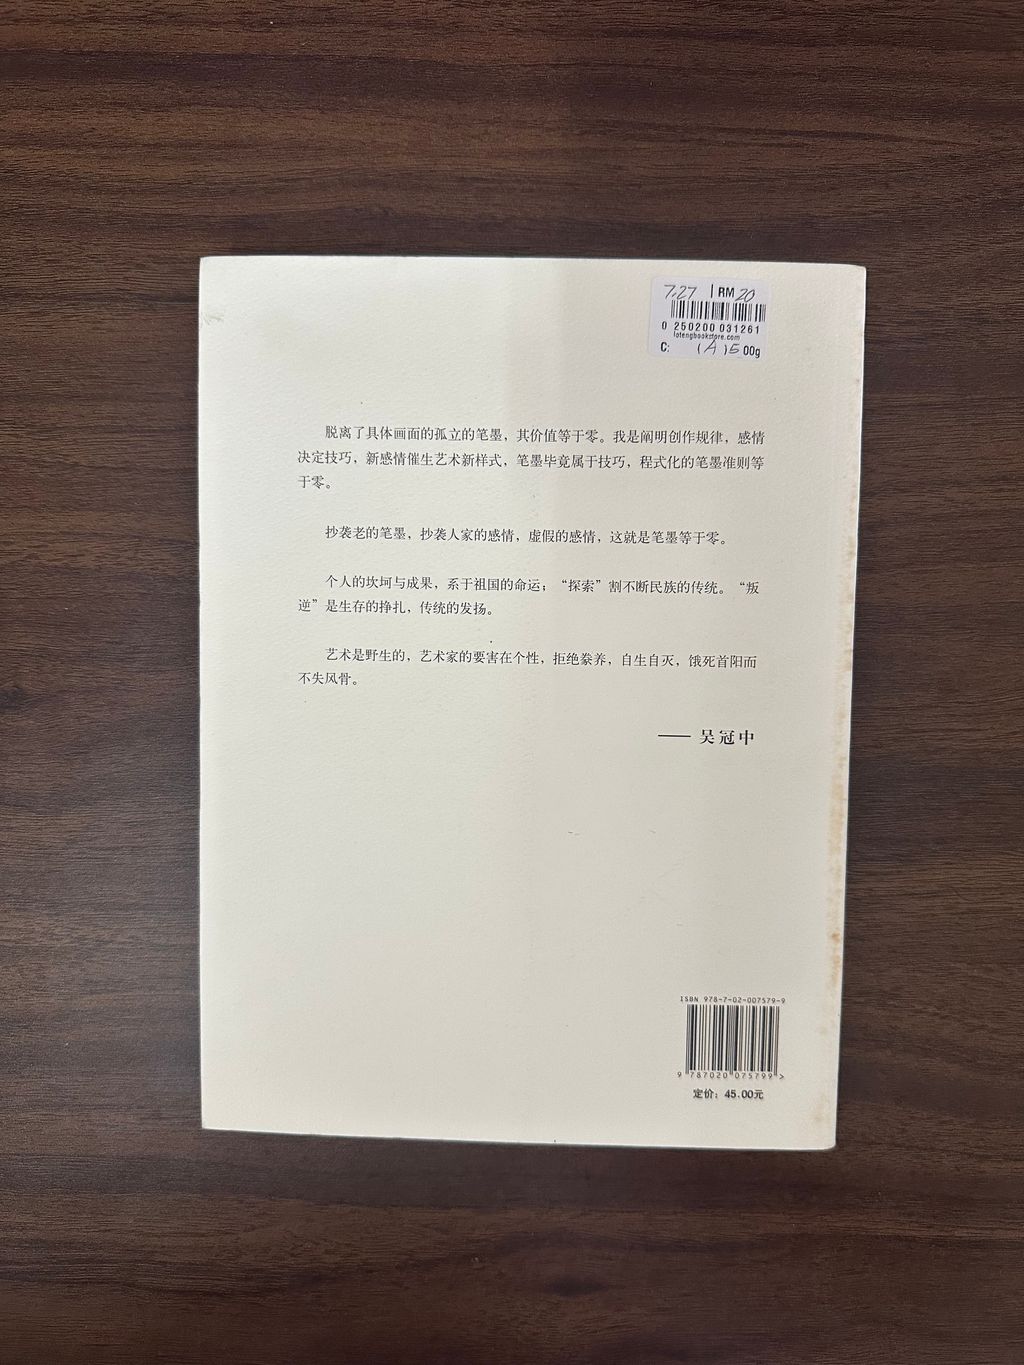 7.27 | RM 20
0 250200 031261
lotengbookstore.com
C: (A)E 00g
脱离了具体画面的孤立的笔墨，其价值等于零。我是阐明创作规律，感情
决定技巧，新感情催生艺术新样式，笔墨毕竟属于技巧，程式化的笔墨准则等
于零。
抄袭老的笔墨，抄袭人家的感情，虚假的感情，这就是笔墨等于零。
个人的坎坷与成果，系于祖国的命运；“探索”割不断民族的传统。“叛
逆”是生存的挣扎，传统的发扬。
艺术是野生的，艺术家的要害在个性，拒绝豢养，自生自灭，饿死首阳而
不失风骨。
—— 吴冠中
ISBN 978-7-02-007579-9
9 787020 075799 >
定价：45.00元